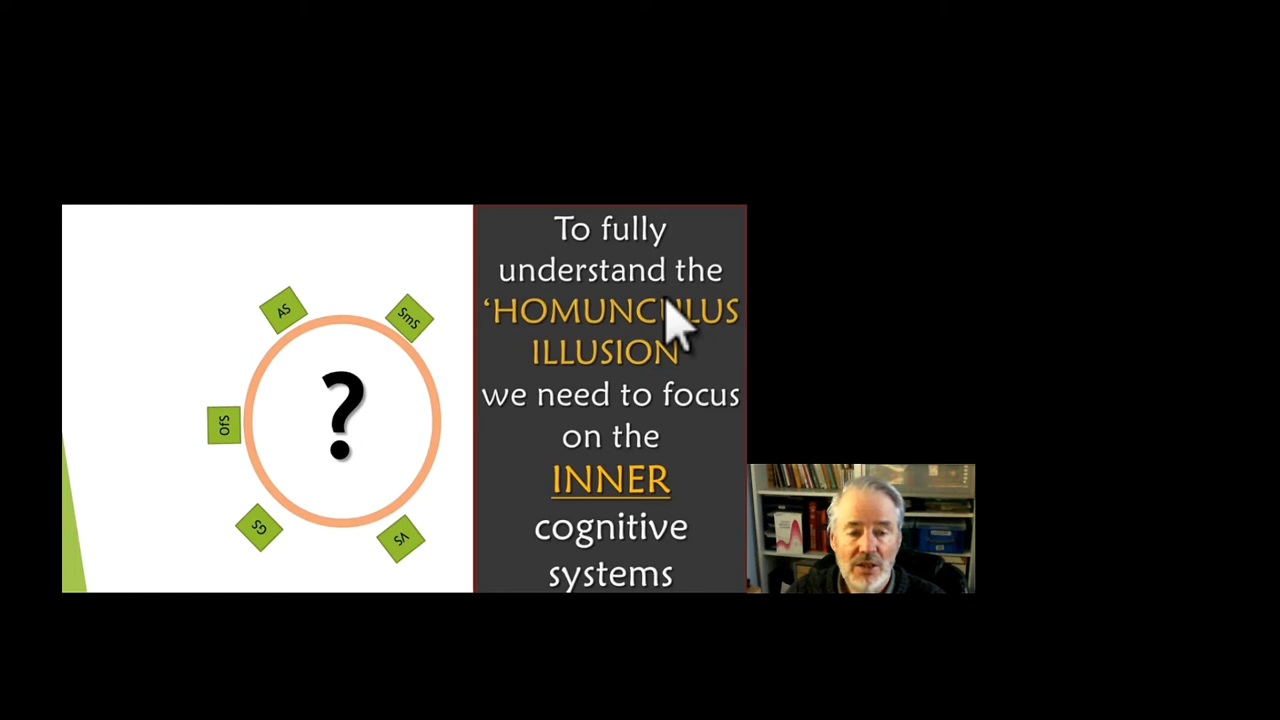 AS
SmS
OfS
?
GS
VS
To fully
understand the
‘HOMUNCULUS
ILLUSION’
we need to focus
on the
INNER
cognitive
systems